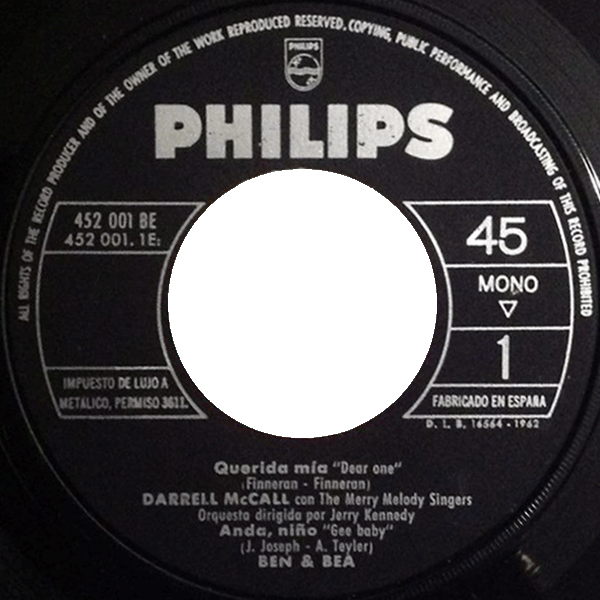 ALL RIGHTS OF THE RECORD PRODUCER AND OF THE OWNER OF THE WORK REPRODUCED RESERVED. COPYING, PUBLIC PERFORMANCE AND BROADCASTING OF THIS RECORD PROHIBITED
PHILIPS
PHILIPS
452 001 BE
452 001. 1E:
45
MONO
1
IMPUESTO DE LUJO A
METÁLICO, PERMISO 3611.
FABRICADO EN ESPAÑA
D. L. B. 16564 - 1962
Querida mía "Dear one"
(Finneran - Finneran)
DARRELL McCALL con The Merry Melody Singers
Orquesta dirigida por Jerry Kennedy
Anda, niño "Gee baby"
(J. Joseph - A. Teyler)
BEN & BEA